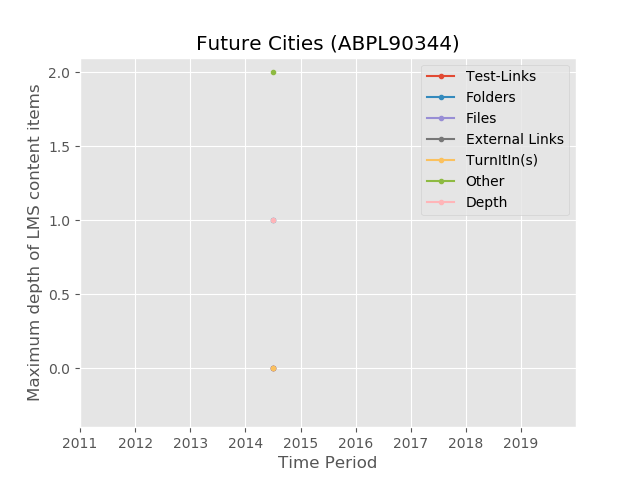 Future Cities (ABPL90344)
Maximum depth of LMS content items
2.0
1.5
1.0
0.5
0.0
Test-Links
Folders
Files
External Links
TurnItIn(s)
Other
Depth
2011 2012 2013 2014 2015 2016 2017 2018 2019
Time Period